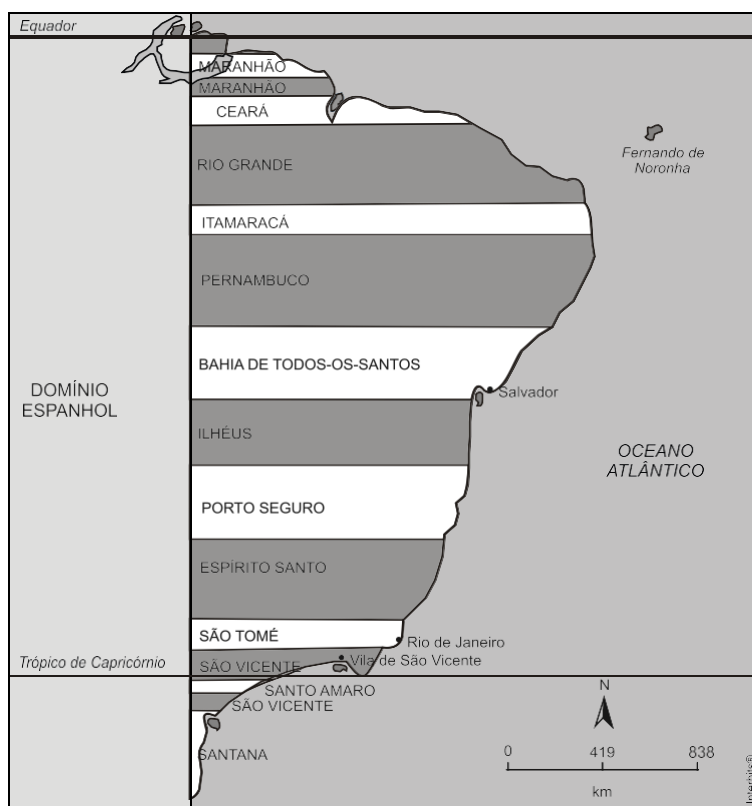 Equador
MARANHÃO
MARANHÃO
CEARÁ
RIO GRANDE
Fernando de
Noronha
ITAMARACÁ
PERNAMBUCO
BAHIA DE TODOS-OS-SANTOS
Salvador
DOMÍNIO
ESPANHOL
ILHÉUS
OCEANO
ATLÂNTICO
PORTO SEGURO
ESPÍRITO SANTO
SÃO TOMÉ
Rio de Janeiro
Trópico de Capricórnio
SÃO VICENTE
Vila de São Vicente
SANTO AMARO
SÃO VICENTE
N
SANTANA
0 419 838
km
Interbits®